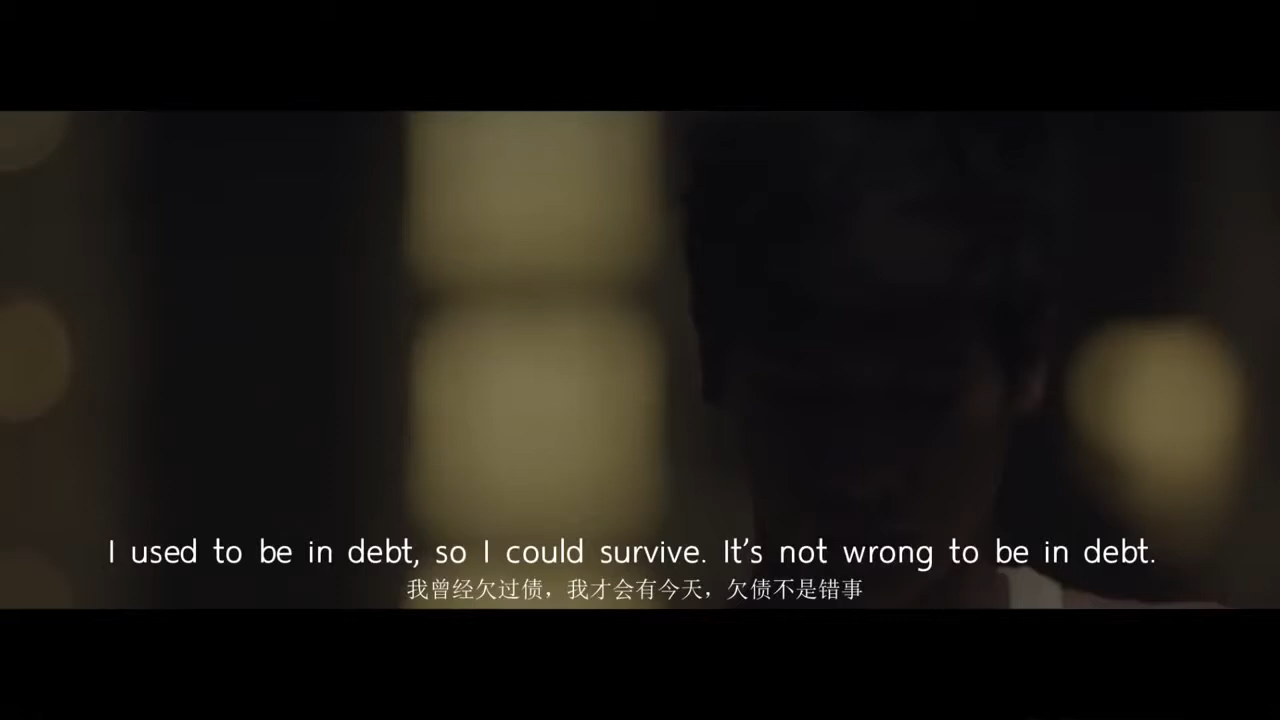 I used to be in debt, so I could survive. It’s not wrong to be in debt.
我曾经欠过债，我才会有今天，欠债不是错事